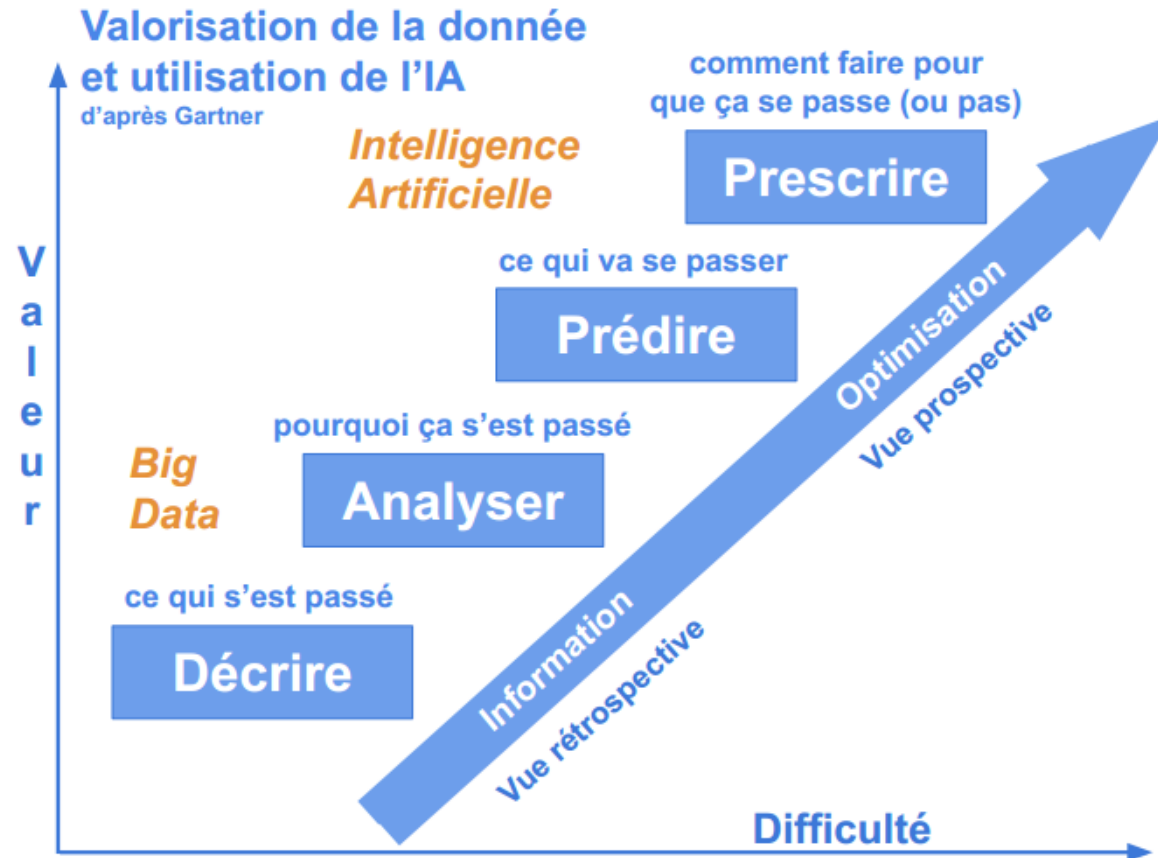 Valorisation de la donnée
et utilisation de l'IA
d'après Gartner
comment faire pour
que ça se passe (ou pas)
Intelligence
Artificielle
Prescrire
ce qui va se passer
Prédire
pourquoi ça s'est passé
Big
Data
Analyser
ce qui s'est passé
Décrire
Valeur
Information
Optimisation
Vue rétrospective
Vue prospective
Difficulté